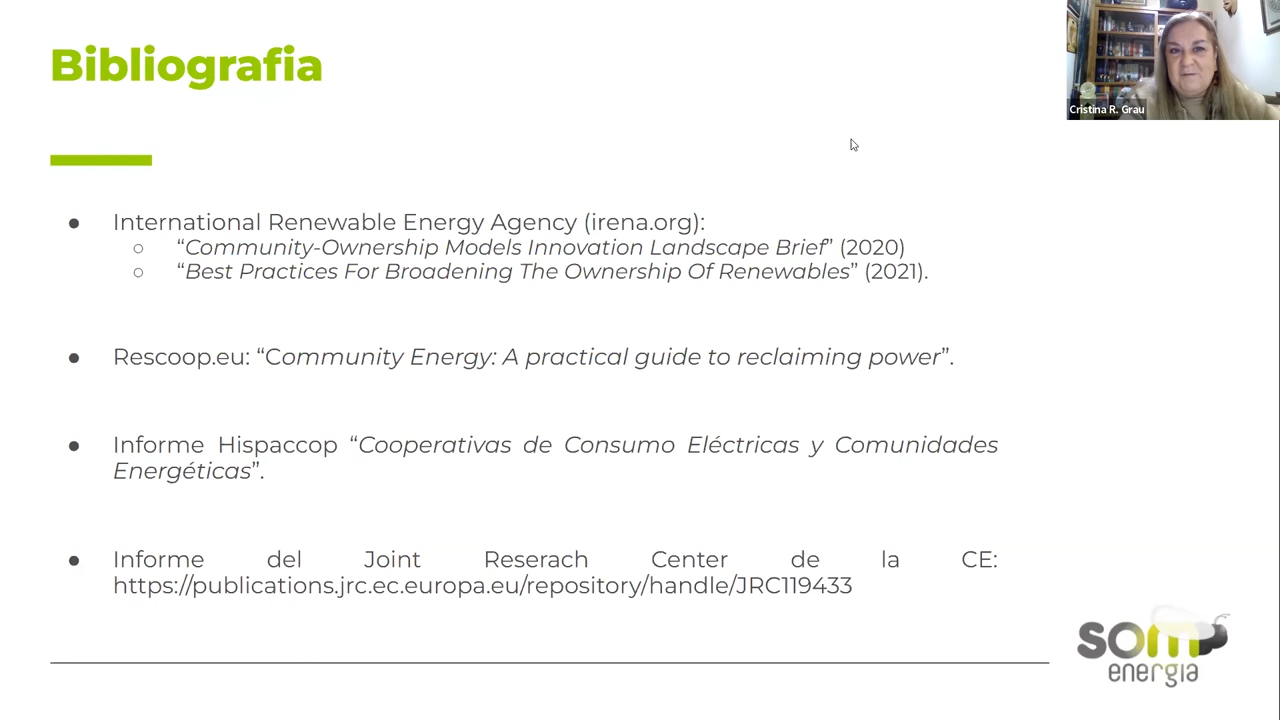 Bibliografia
Cristina R. Grau
● International Renewable Energy Agency (irena.org):
○ “Community-Ownership Models Innovation Landscape Brief” (2020)
○ “Best Practices For Broadening The Ownership Of Renewables” (2021).
● Rescoop.eu: “Community Energy: A practical guide to reclaiming power”.
● Informe Hispaccop “Cooperativas de Consumo Eléctricas y Comunidades
Energéticas”.
● Informe del Joint Reserach Center de la CE:
https://publications.jrc.ec.europa.eu/repository/handle/JRC119433
som
energia